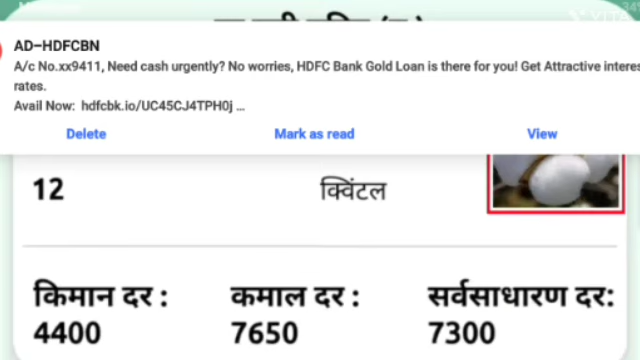 AD-HDFCBN
A/c No.xx9411, Need cash urgently? No worries, HDFC Bank Gold Loan is there for you! Get Attractive interes
rates.
Avail Now: hdfcbk.io/UC45CJ4TPH0j ...
Delete Mark as read View
12 क्विंटल
किमान दर : कमाल दर : सर्वसाधारण दर:
4400 7650 7300